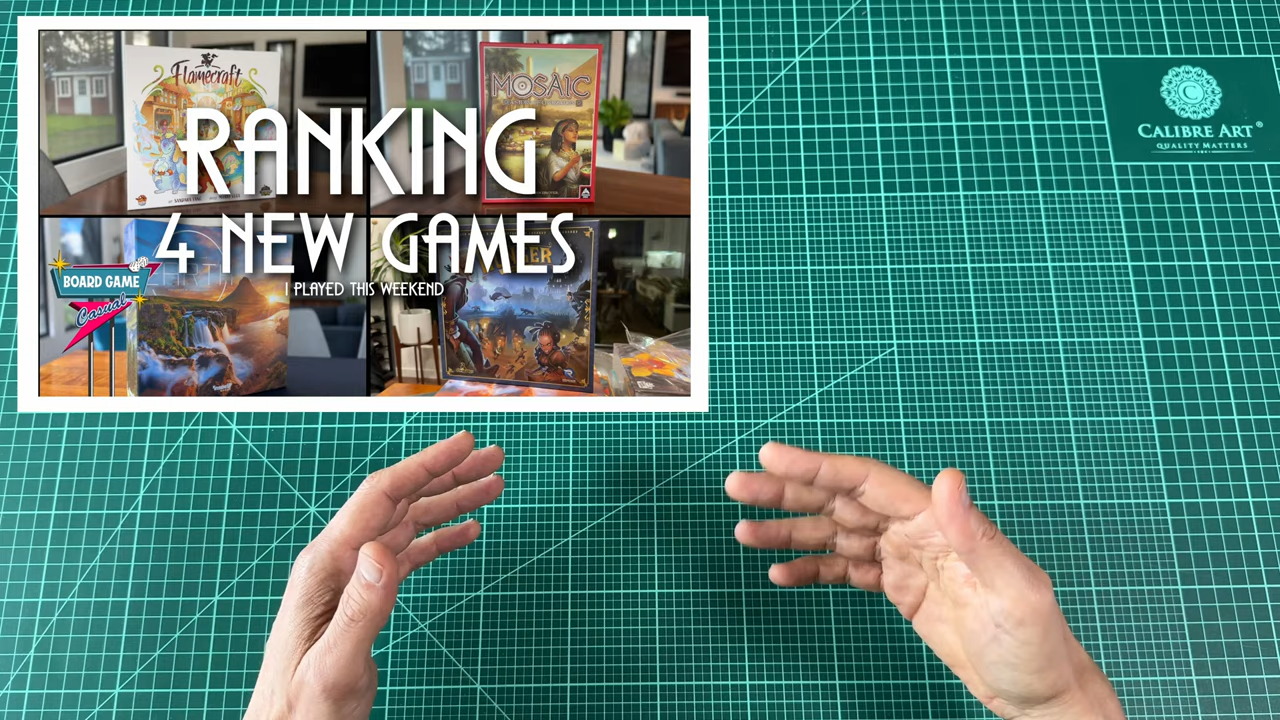 Flamecraft
MOSAIC
RANKING
4 NEW GAMES
I PLAYED THIS WEEKEND
BOARD GAME
Casual
CALIBRE ART®
QUALITY MATTERS